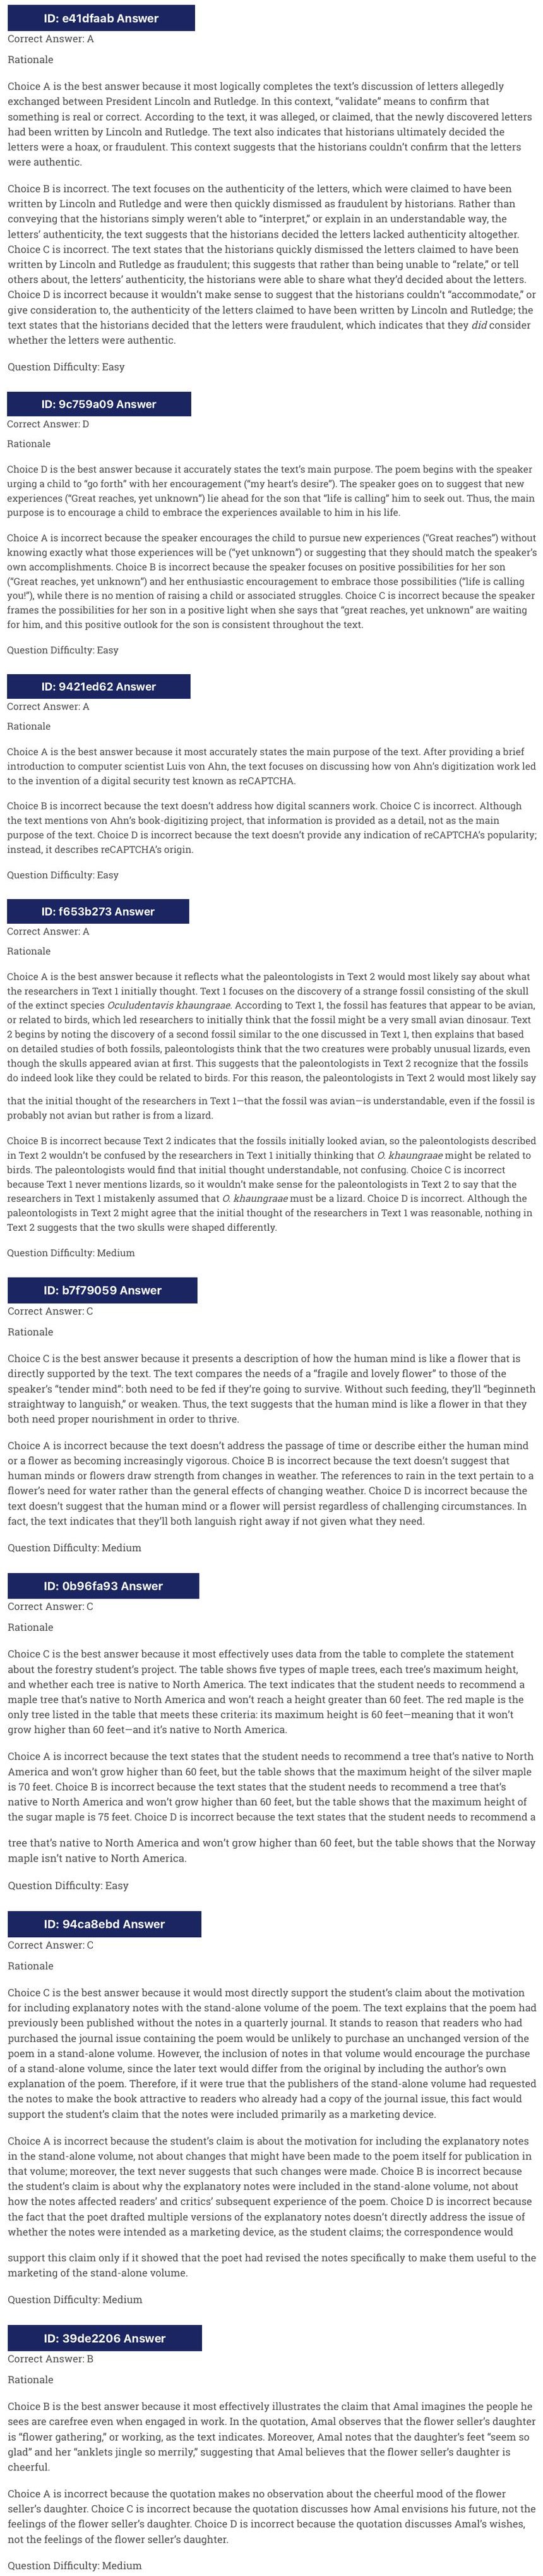 ID: e41dfaab Answer
Correct Answer: A
Rationale
Choice A is the best answer because it most logically completes the text's discussion of letters allegedly
exchanged between President Lincoln and Rutledge. In this context, “validate” means to confirm that
something is real or correct. According to the text, it was alleged, or claimed, that the newly discovered letters
had been written by Lincoln and Rutledge. The text also indicates that historians ultimately decided the
letters were a hoax, or fraudulent. This context suggests that the historians couldn't confirm that the letters
were authentic.
Choice B is incorrect. The text focuses on the authenticity of the letters, which were claimed to have been
written by Lincoln and Rutledge and were then quickly dismissed as fraudulent by historians. Rather than
conveying that the historians simply weren't able to “interpret,” or explain in an understandable way, the
letters' authenticity, the text suggests that the historians decided the letters lacked authenticity altogether.
Choice C is incorrect. The text states that the historians quickly dismissed the letters claimed to have been
written by Lincoln and Rutledge as fraudulent; this suggests that rather than being unable to “relate,” or tell
others about, the letters' authenticity, the historians were able to share what they'd decided about the letters.
Choice D is incorrect because it wouldn't make sense to suggest that the historians couldn't “accommodate,” or
give consideration to, the authenticity of the letters claimed to have been written by Lincoln and Rutledge; the
text states that the historians decided that the letters were fraudulent, which indicates that they did consider
whether the letters were authentic.
Question Difficulty: Easy
ID: 9c759a09 Answer
Correct Answer: D
Rationale
Choice D is the best answer because it accurately states the text's main purpose. The poem begins with the speaker
urging a child to “go forth” with her encouragement (“my heart's desire”). The speaker goes on to suggest that new
experiences (“Great reaches, yet unknown”) lie ahead for the son that “life is calling” him to seek out. Thus, the main
purpose is to encourage a child to embrace the experiences available to him in his life.
Choice A is incorrect because the speaker encourages the child to pursue new experiences (“Great reaches”) without
knowing exactly what those experiences will be (“yet unknown”) or suggesting that they should match the speaker's
own accomplishments. Choice B is incorrect because the speaker focuses on positive possibilities for her son
(“Great reaches, yet unknown”) and her enthusiastic encouragement to embrace those possibilities (“life is calling
you!”), while there is no mention of raising a child or associated struggles. Choice C is incorrect because the speaker
frames the possibilities for her son in a positive light when she says that “great reaches, yet unknown” are waiting
for him, and this positive outlook for the son is consistent throughout the text.
Question Difficulty: Easy
ID: 9421ed62 Answer
Correct Answer: A
Rationale
Choice A is the best answer because it most accurately states the main purpose of the text. After providing a brief
introduction to computer scientist Luis von Ahn, the text focuses on discussing how von Ahn's digitization work led
to the invention of a digital security test known as reCAPTCHA.
Choice B is incorrect because the text doesn't address how digital scanners work. Choice C is incorrect. Although
the text mentions von Ahn's book-digitizing project, that information is provided as a detail, not as the main
purpose of the text. Choice D is incorrect because the text doesn't provide any indication of reCAPTCHA's popularity;
instead, it describes reCAPTCHA's origin.
Question Difficulty: Easy
ID: f653b273 Answer
Correct Answer: A
Rationale
Choice A is the best answer because it reflects what the paleontologists in Text 2 would most likely say about what
the researchers in Text 1 initially thought. Text 1 focuses on the discovery of a strange fossil consisting of the skull
of the extinct species Oculudentavis khaungraae. According to Text 1, the fossil has features that appear to be avian,
or related to birds, which led researchers to initially think that the fossil might be a very small avian dinosaur. Text
2 begins by noting the discovery of a second fossil similar to the one discussed in Text 1, then explains that based
on detailed studies of both fossils, paleontologists think that the two creatures were probably unusual lizards, even
though the skulls appeared avian at first. This suggests that the paleontologists in Text 2 recognize that the fossils
do indeed look like they could be related to birds. For this reason, the paleontologists in Text 2 would most likely say
that the initial thought of the researchers in Text 1—that the fossil was avian—is understandable, even if the fossil is
probably not avian but rather is from a lizard.
Choice B is incorrect because Text 2 indicates that the fossils initially looked avian, so the paleontologists described
in Text 2 wouldn't be confused by the researchers in Text 1 initially thinking that O. khaungraae might be related to
birds. The paleontologists would find that initial thought understandable, not confusing. Choice C is incorrect
because Text 1 never mentions lizards, so it wouldn't make sense for the paleontologists in Text 2 to say that the
researchers in Text 1 mistakenly assumed that O. khaungraae must be a lizard. Choice D is incorrect. Although the
paleontologists in Text 2 might agree that the initial thought of the researchers in Text 1 was reasonable, nothing in
Text 2 suggests that the two skulls were shaped differently.
Question Difficulty: Medium
ID: b7f79059 Answer
Correct Answer: C
Rationale
Choice C is the best answer because it presents a description of how the human mind is like a flower that is
directly supported by the text. The text compares the needs of a “fragile and lovely flower” to those of the
speaker's “tender mind”: both need to be fed if they're going to survive. Without such feeding, they'll “beginneth
straightway to languish,” or weaken. Thus, the text suggests that the human mind is like a flower in that they
both need proper nourishment in order to thrive.
Choice A is incorrect because the text doesn't address the passage of time or describe either the human mind
or a flower as becoming increasingly vigorous. Choice B is incorrect because the text doesn't suggest that
human minds or flowers draw strength from changes in weather. The references to rain in the text pertain to a
flower's need for water rather than the general effects of changing weather. Choice D is incorrect because the
text doesn't suggest that the human mind or a flower will persist regardless of challenging circumstances. In
fact, the text indicates that they'll both languish right away if not given what they need.
Question Difficulty: Medium
ID: 0b96fa93 Answer
Correct Answer: C
Rationale
Choice C is the best answer because it most effectively uses data from the table to complete the statement
about the forestry student's project. The table shows five types of maple trees, each tree's maximum height,
and whether each tree is native to North America. The text indicates that the student needs to recommend a
maple tree that's native to North America and won't reach a height greater than 60 feet. The red maple is the
only tree listed in the table that meets these criteria: its maximum height is 60 feet—meaning that it won't
grow higher than 60 feet—and it's native to North America.
Choice A is incorrect because the text states that the student needs to recommend a tree that's native to North
America and won't grow higher than 60 feet, but the table shows that the maximum height of the silver maple
is 70 feet. Choice B is incorrect because the text states that the student needs to recommend a tree that's
native to North America and won't grow higher than 60 feet, but the table shows that the maximum height of
the sugar maple is 75 feet. Choice D is incorrect because the text states that the student needs to recommend a
tree that's native to North America and won't grow higher than 60 feet, but the table shows that the Norway
maple isn't native to North America.
Question Difficulty: Easy
ID: 94ca8ebd Answer
Correct Answer: C
Rationale
Choice C is the best answer because it would most directly support the student's claim about the motivation
for including explanatory notes with the stand-alone volume of the poem. The text explains that the poem had
previously been published without the notes in a quarterly journal. It stands to reason that readers who had
purchased the journal issue containing the poem would be unlikely to purchase an unchanged version of the
poem in a stand-alone volume. However, the inclusion of notes in that volume would encourage the purchase
of a stand-alone volume, since the later text would differ from the original by including the author's own
explanation of the poem. Therefore, if it were true that the publishers of the stand-alone volume had requested
the notes to make the book attractive to readers who already had a copy of the journal issue, this fact would
support the student's claim that the notes were included primarily as a marketing device.
Choice A is incorrect because the student's claim is about the motivation for including the explanatory notes
in the stand-alone volume, not about changes that might have been made to the poem itself for publication in
that volume; moreover, the text never suggests that such changes were made. Choice B is incorrect because
the student's claim is about why the explanatory notes were included in the stand-alone volume, not about
how the notes affected readers' and critics' subsequent experience of the poem. Choice D is incorrect because
the fact that the poet drafted multiple versions of the explanatory notes doesn't directly address the issue of
whether the notes were intended as a marketing device, as the student claims; the correspondence would
support this claim only if it showed that the poet had revised the notes specifically to make them useful to the
marketing of the stand-alone volume.
Question Difficulty: Medium
ID: 39de2206 Answer
Correct Answer: B
Rationale
Choice B is the best answer because it most effectively illustrates the claim that Amal imagines the people he
sees are carefree even when engaged in work. In the quotation, Amal observes that the flower seller's daughter
is “flower gathering,” or working, as the text indicates. Moreover, Amal notes that the daughter's feet “seem so
glad” and her “anklets jingle so merrily,” suggesting that Amal believes that the flower seller's daughter is
cheerful.
Choice A is incorrect because the quotation makes no observation about the cheerful mood of the flower
seller's daughter. Choice C is incorrect because the quotation discusses how Amal envisions his future, not the
feelings of the flower seller's daughter. Choice D is incorrect because the quotation discusses Amal's wishes,
not the feelings of the flower seller's daughter.
Question Difficulty: Medium